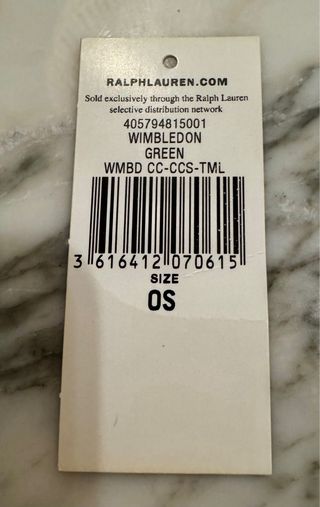 RALPHLAUREN.COM
Sold exclusively through the Ralph Lauren
selective distribution network
405794815001
WIMBLEDON
GREEN
WMBD CC-CCS-TML
3 616412 070615
SIZE
OS